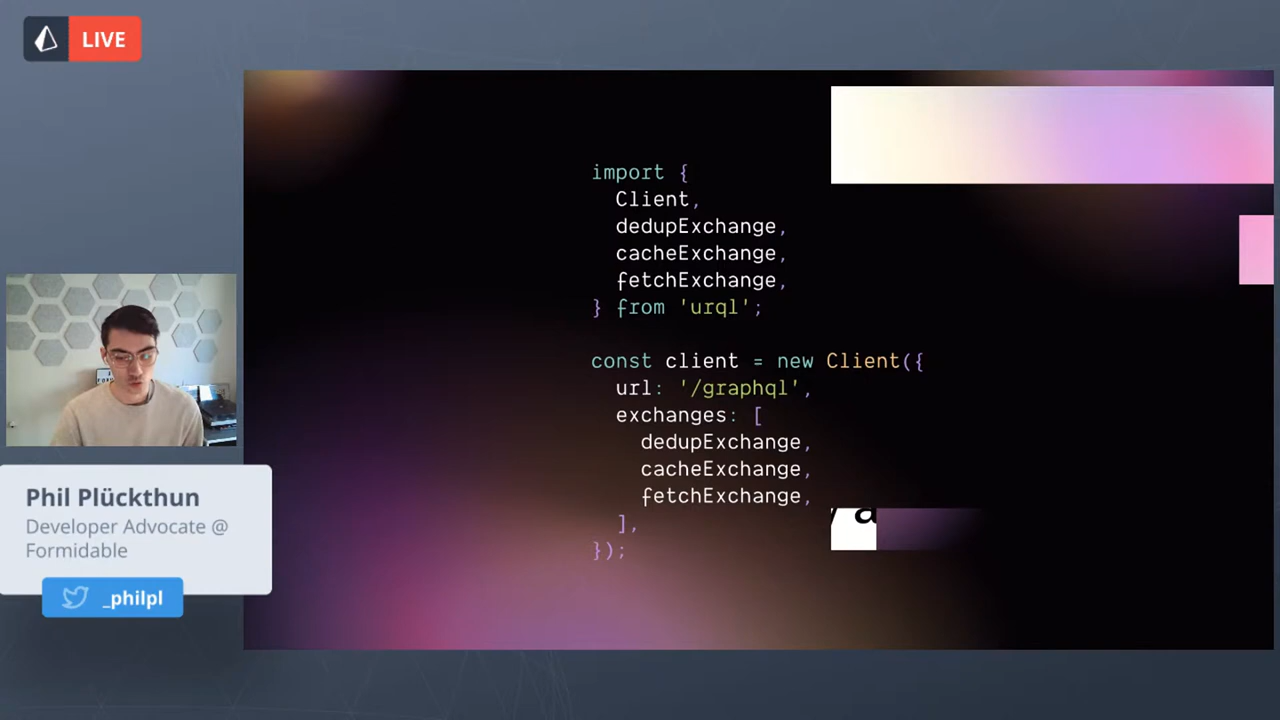 LIVE
import {
Client,
dedupExchange,
cacheExchange,
fetchExchange,
} from 'urql';
const client = new Client({
url: '/graphql',
exchanges: [
dedupExchange,
cacheExchange,
fetchExchange,
],
});
Phil Plückthun
Developer Advocate @
Formidable
_philpl